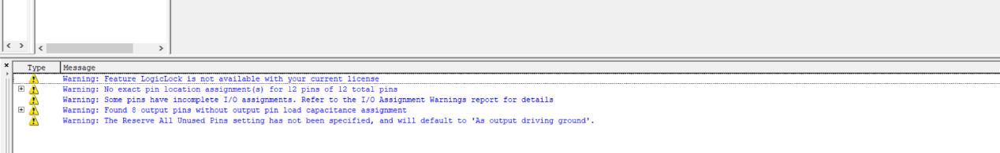 Type Message
Warning: Feature LogicLock is not available with your current license
Warning: No exact pin location assignment(s) for 12 pins of 12 total pins
Warning: Some pins have incomplete I/O assignments. Refer to the I/O Assignment Warnings report for details
Warning: Found 8 output pins without output pin load capacitance assignment
Warning: The Reserve All Unused Pins setting has not been specified, and will default to 'As output driving ground'.